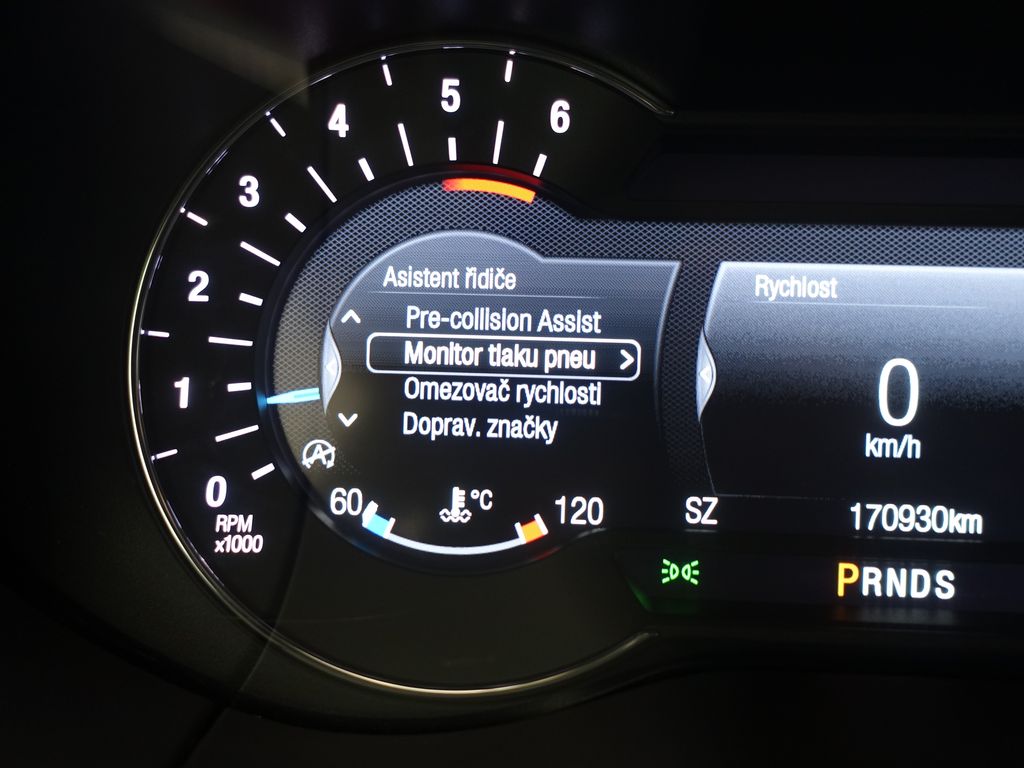 6
5
4
3
2
1
0
RPM
x1000
Asistent řidiče
Pre-collision Assist
Monitor tlaku pneu
Omezovač rychlosti
Doprav. značky
A
60 °C 120
Rychlost
0
km/h
SZ 170930km
PRNDS